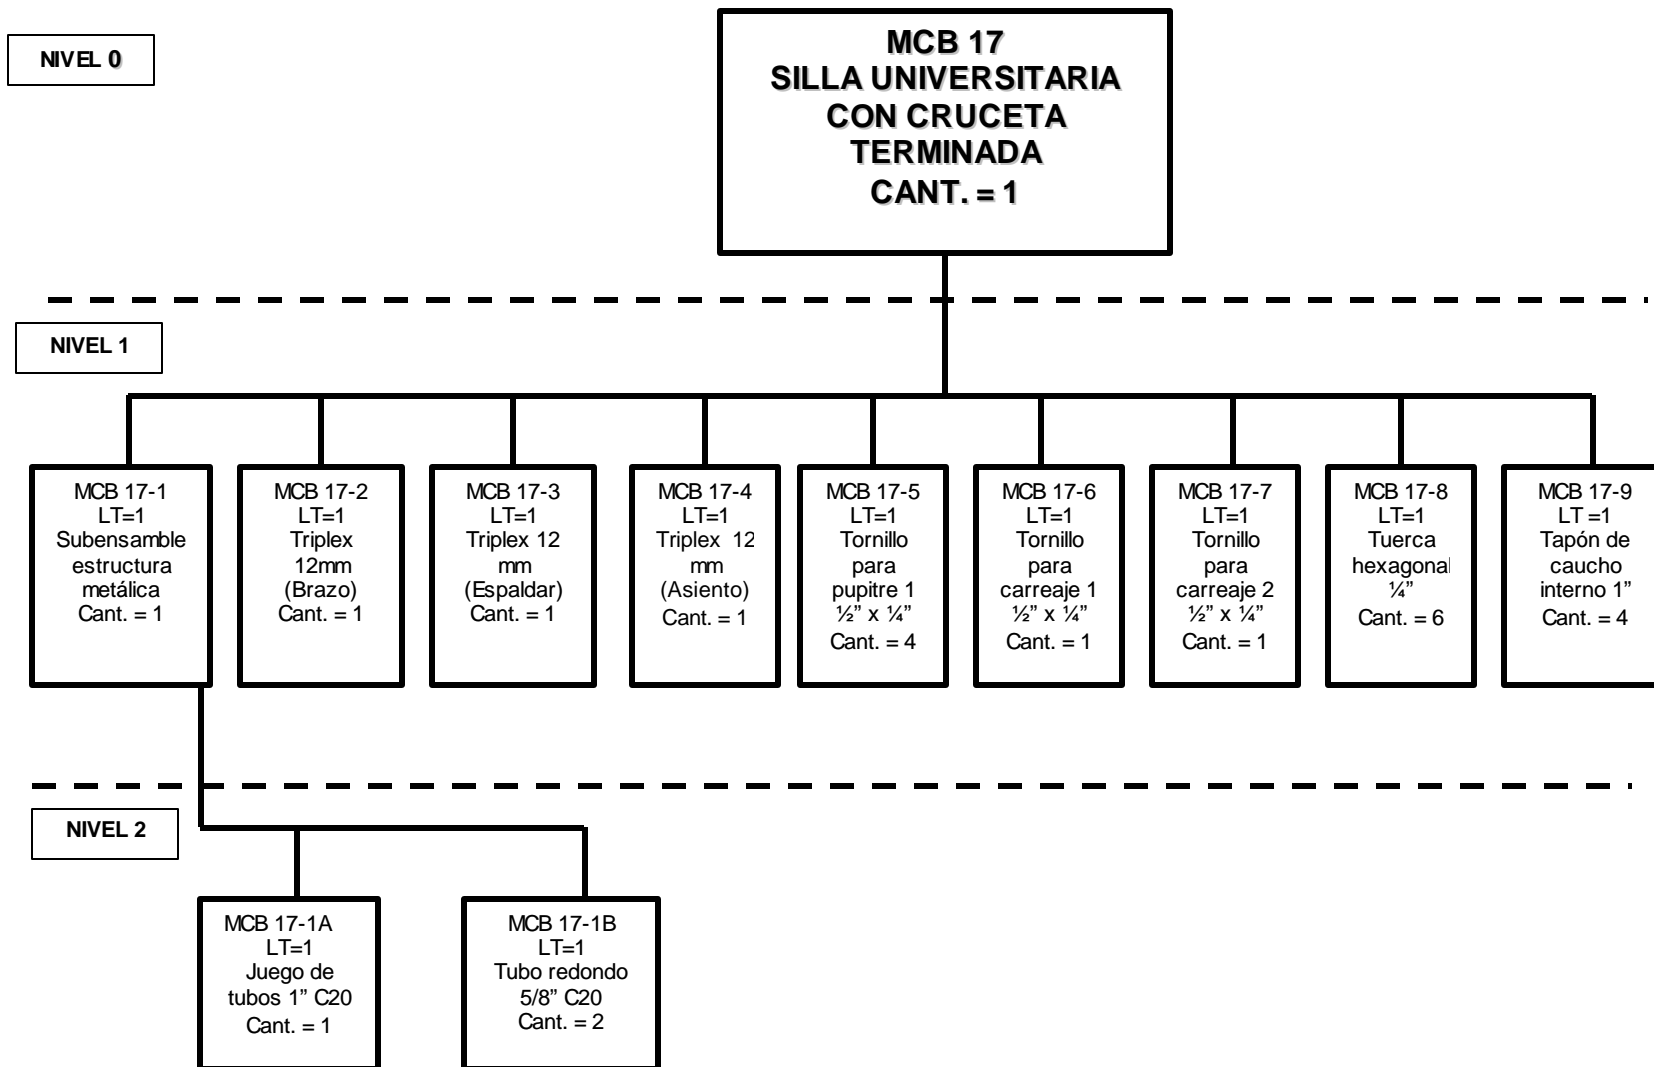 NIVEL 0
MCB 17
SILLA UNIVERSITARIA
CON CRUCETA
TERMINADA
CANT. = 1
NIVEL 1
MCB 17-1
LT=1
Subensamble
estructura
metálica
Cant. = 1
MCB 17-2
LT=1
Triplex
12mm
(Brazo)
Cant. = 1
MCB 17-3
LT=1
Triplex 12
mm
(Espaldar)
Cant. = 1
MCB 17-4
LT=1
Triplex 12
mm
(Asiento)
Cant. = 1
MCB 17-5
LT=1
Tornillo
para
pupitre 1
½” x ¼”
Cant. = 4
MCB 17-6
LT=1
Tornillo
para
carreaje 1
½” x ¼”
Cant. = 1
MCB 17-7
LT=1
Tornillo
para
carreaje 2
½” x ¼”
Cant. = 1
MCB 17-8
LT=1
Tuerca
hexagonal
¼”
Cant. = 6
MCB 17-9
LT =1
Tapón de
caucho
interno 1”
Cant. = 4
NIVEL 2
MCB 17-1A
LT=1
Juego de
tubos 1” C20
Cant. = 1
MCB 17-1B
LT=1
Tubo redondo
5/8” C20
Cant. = 2